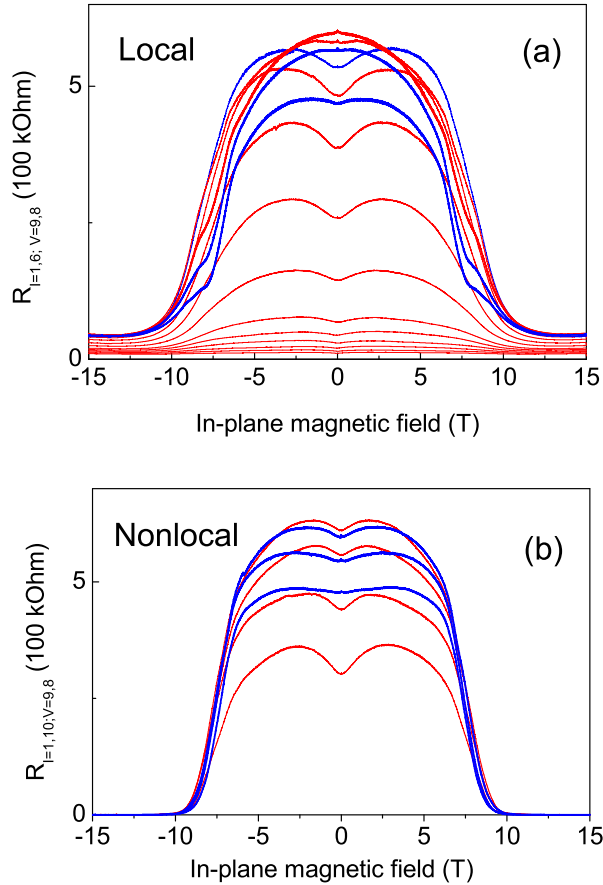 Local
(a)
R I=1,6; V=9,8 (100 kOhm)
5
0
-15 -10 -5 0 5 10 15
In-plane magnetic field (T)
Nonlocal
(b)
R I=1,10;V=9,8 (100 kOhm)
5
0
-15 -10 -5 0 5 10 15
In-plane magnetic field (T)